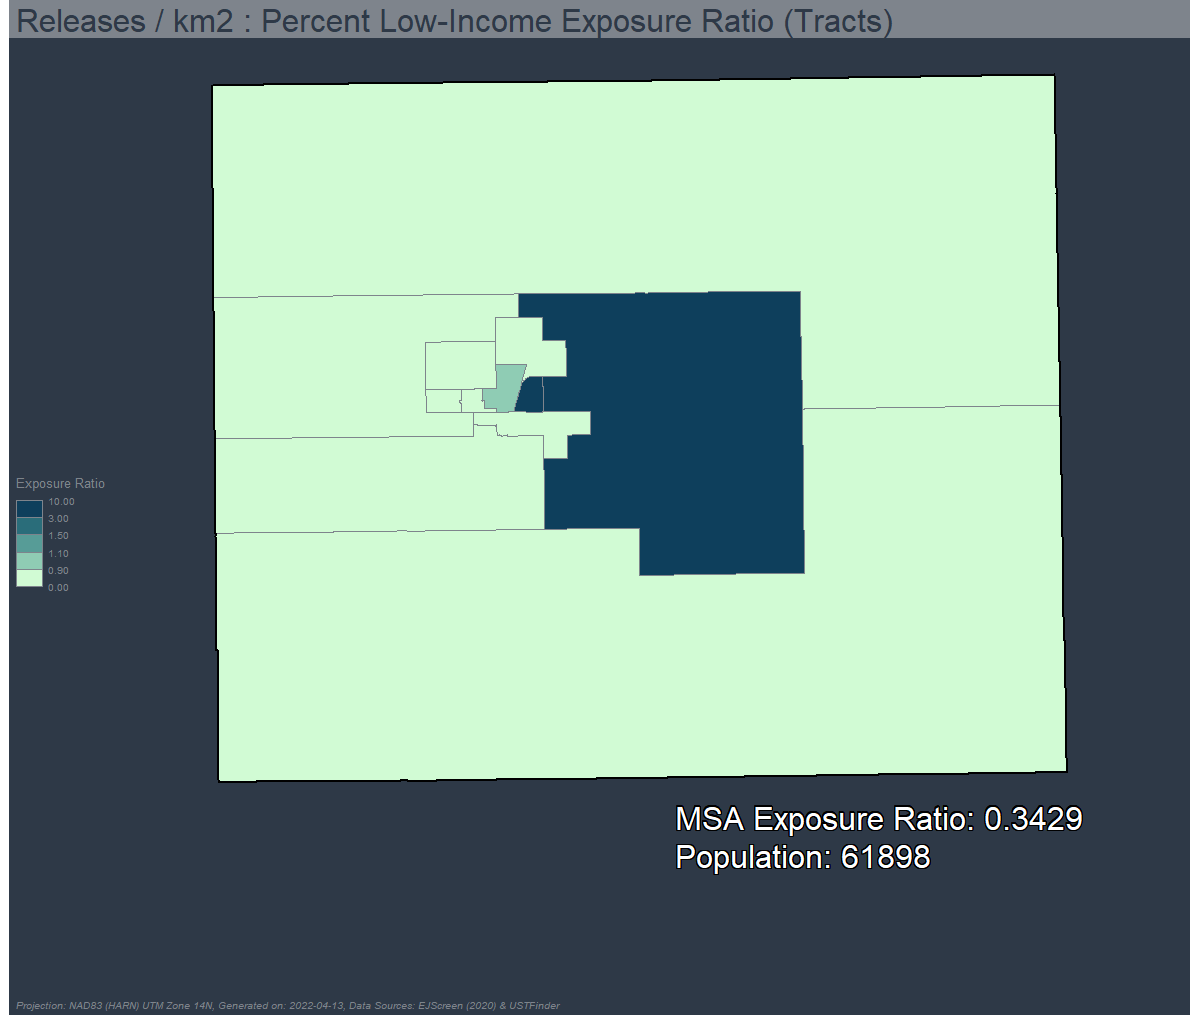 Releases / km2 : Percent Low-Income Exposure Ratio (Tracts)
Exposure Ratio
10.00
3.00
1.50
1.10
0.90
0.00
MSA Exposure Ratio: 0.3429
Population: 61898
Projection: NAD83 (HARN) UTM Zone 14N, Generated on: 2022-04-13, Data Sources: EJScreen (2020) & USTFinder